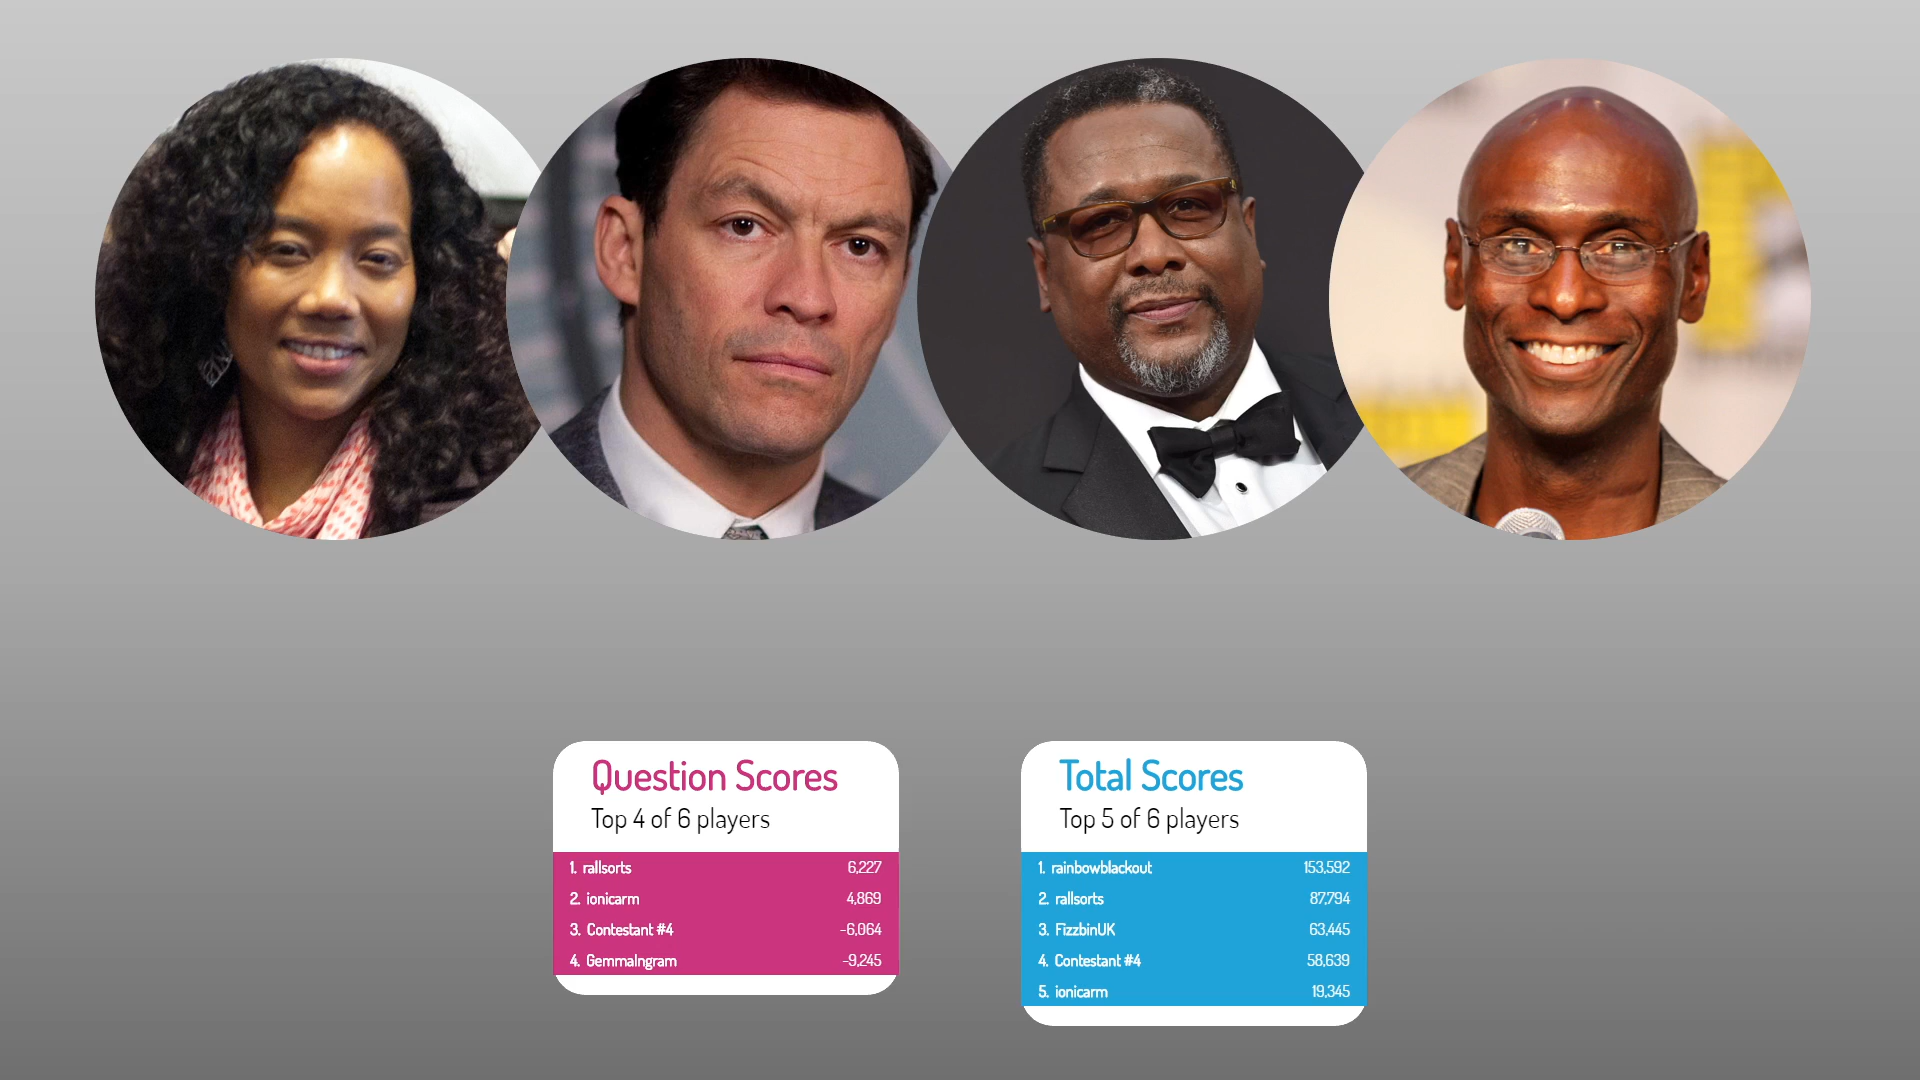 Question Scores
Top 4 of 6 players
1. rallsorts 6,227
2. ionicarm 4,869
3. Contestant #4 -6,064
4. GemmaIngram -9,245
Total Scores
Top 5 of 6 players
1. rainbowblackout 153,592
2. rallsorts 87,794
3. FizzbinUK 63,445
4. Contestant #4 58,639
5. ionicarm 19,345